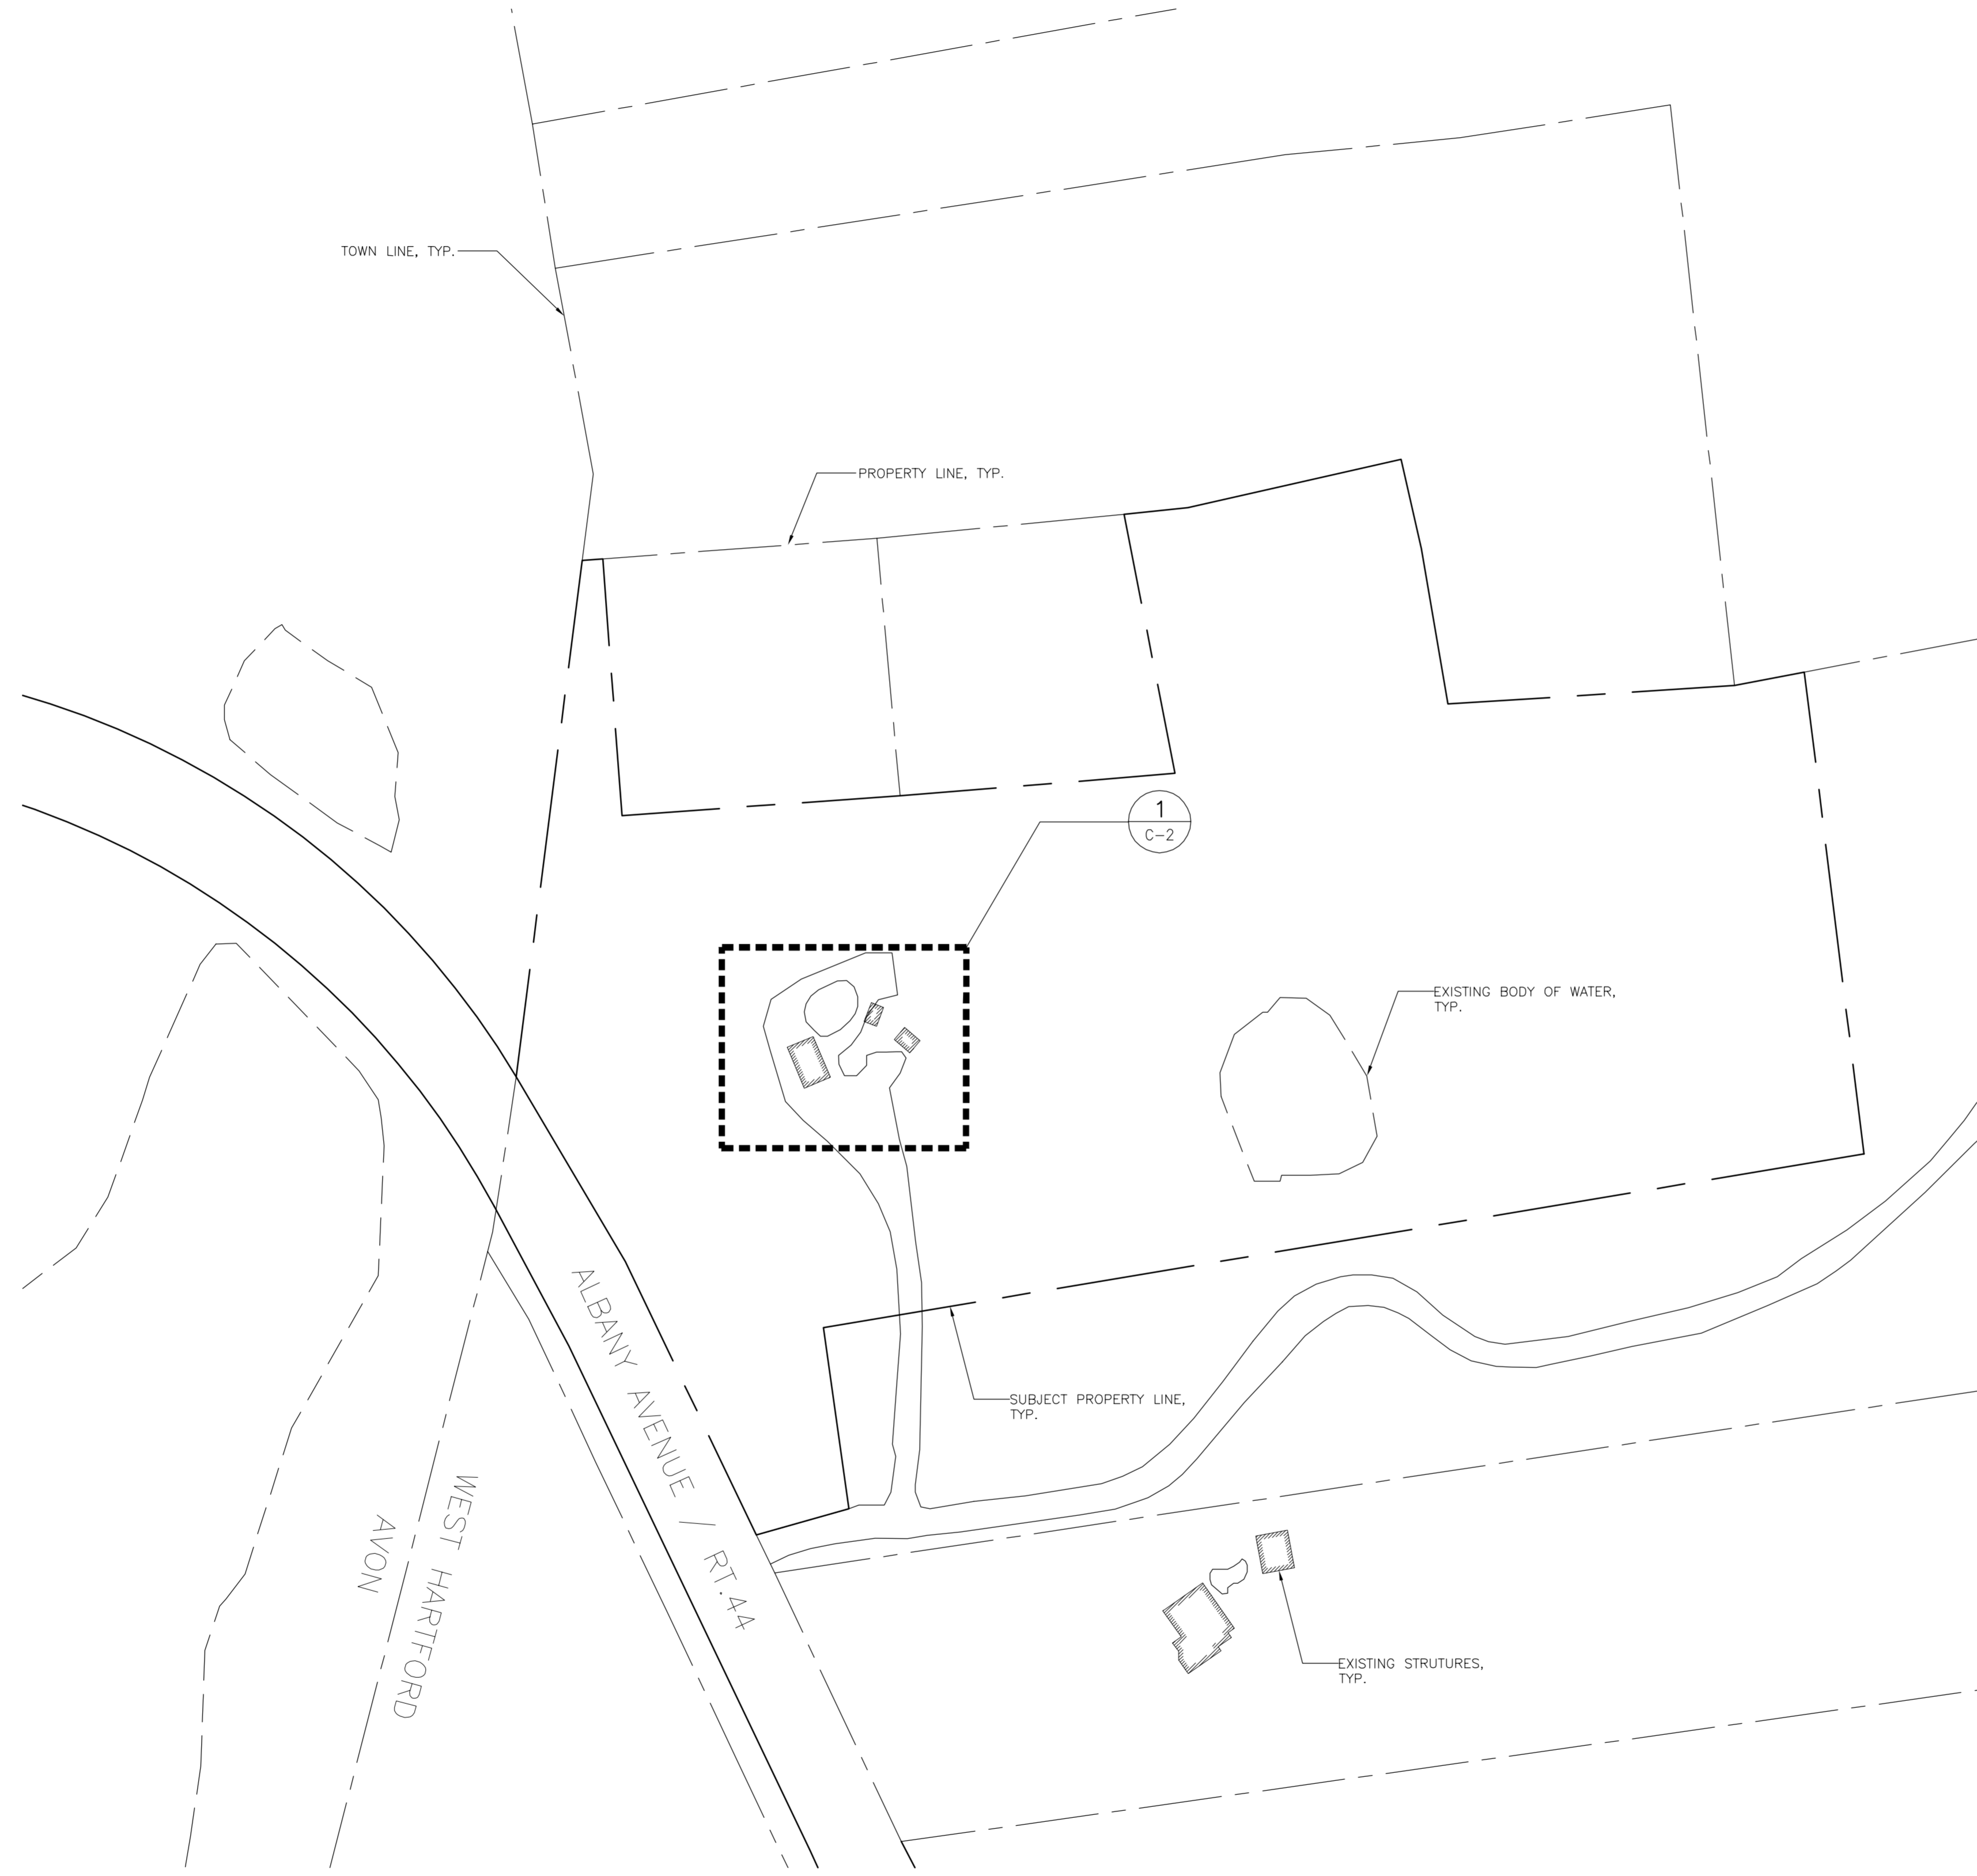 TOWN LINE, TYP.
PROPERTY LINE, TYP.
1
C-2
EXISTING BODY OF WATER,
TYP.
ALBANY AVENUE / RT.44
SUBJECT PROPERTY LINE,
TYP.
WEST HARTFORD
AVON
EXISTING STRUTURES,
TYP.